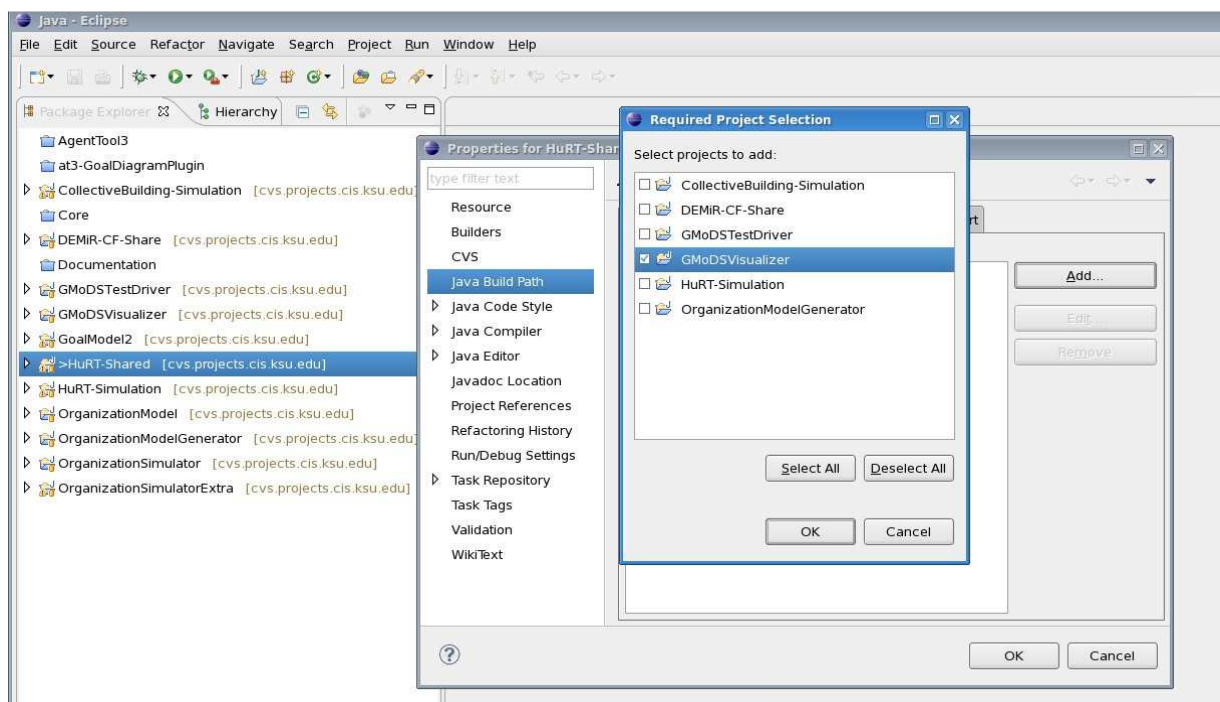 Java - Eclipse
File Edit Source Refactor Navigate Search Project Run Window Help
Package Explorer Hierarchy
AgentTool3
at3-GoalDiagramPlugin
CollectiveBuilding-Simulation [cvs.projects.cis.ksu.edu
Core
DEMiR-CF-Share [cvs.projects.cis.ksu.edu]
Documentation
GMoDSTestDriver [cvs.projects.cis.ksu.edu]
GMoDSVisualizer [cvs.projects.cis.ksu.edu]
GoalModel2 [cvs.projects.cis.ksu.edu]
>HuRT-Shared [cvs.projects.cis.ksu.edu]
HuRT-Simulation [cvs.projects.cis.ksu.edu]
OrganizationModel [cvs.projects.cis.ksu.edu]
OrganizationModelGenerator [cvs.projects.cis.ksu.edu
OrganizationSimulator [cvs.projects.cis.ksu.edu]
OrganizationSimulatorExtra [cvs.projects.cis.ksu.edu]
Properties for HuRT-Shar
type filter text
Resource
Builders
CVS
Java Build Path
Java Code Style
Java Compiler
Java Editor
Javadoc Location
Project References
Refactoring History
Run/Debug Settings
Task Repository
Task Tags
Validation
WikiText
Required Project Selection
Select projects to add:
CollectiveBuilding-Simulation
DEMiR-CF-Share
GMoDSTestDriver
GMoDSVisualizer
HuRT-Simulation
OrganizationModelGenerator
Select All Deselect All
OK Cancel
rt
Add...
Edit...
Remove
OK Cancel